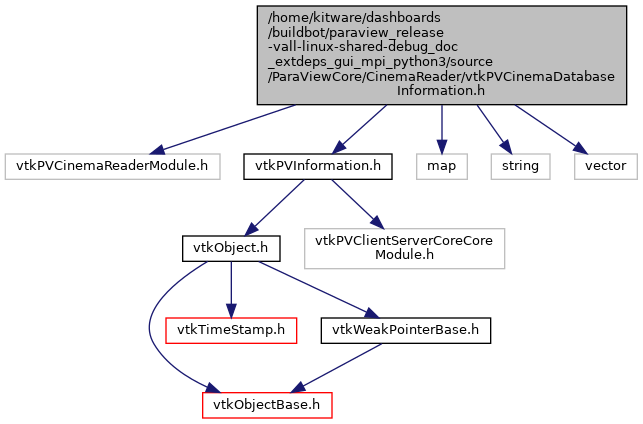 /home/kitware/dashboards
/buildbot/paraview_release
-vall-linux-shared-debug_doc
_extdeps_gui_mpi_python3/source
/ParaViewCore/CinemaReader/vtkPVCinemaDatabase
Information.h
vtkPVCinemaReaderModule.h
vtkPVInformation.h
map
string
vector
vtkObject.h
vtkPVClientServerCoreCore
Module.h
vtkTimeStamp.h
vtkWeakPointerBase.h
vtkObjectBase.h